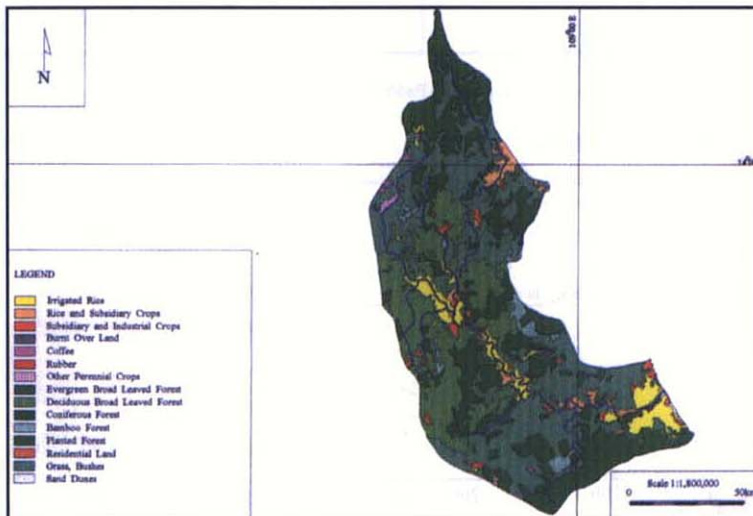 N
LEGEND
Irrigated Rice
Rice and Subsidiary Crops
Subsidiary and Industrial Crops
Burnt Over Land
Coffee
Rubber
Other Perennial Crops
Evergreen Broad Leaved Forest
Deciduous Broad Leaved Forest
Coniferous Forest
Bamboo Forest
Planted Forest
Residential Land
Grass, Bushes
Sand Dunes
Scale 1:1,800,000
0 50km